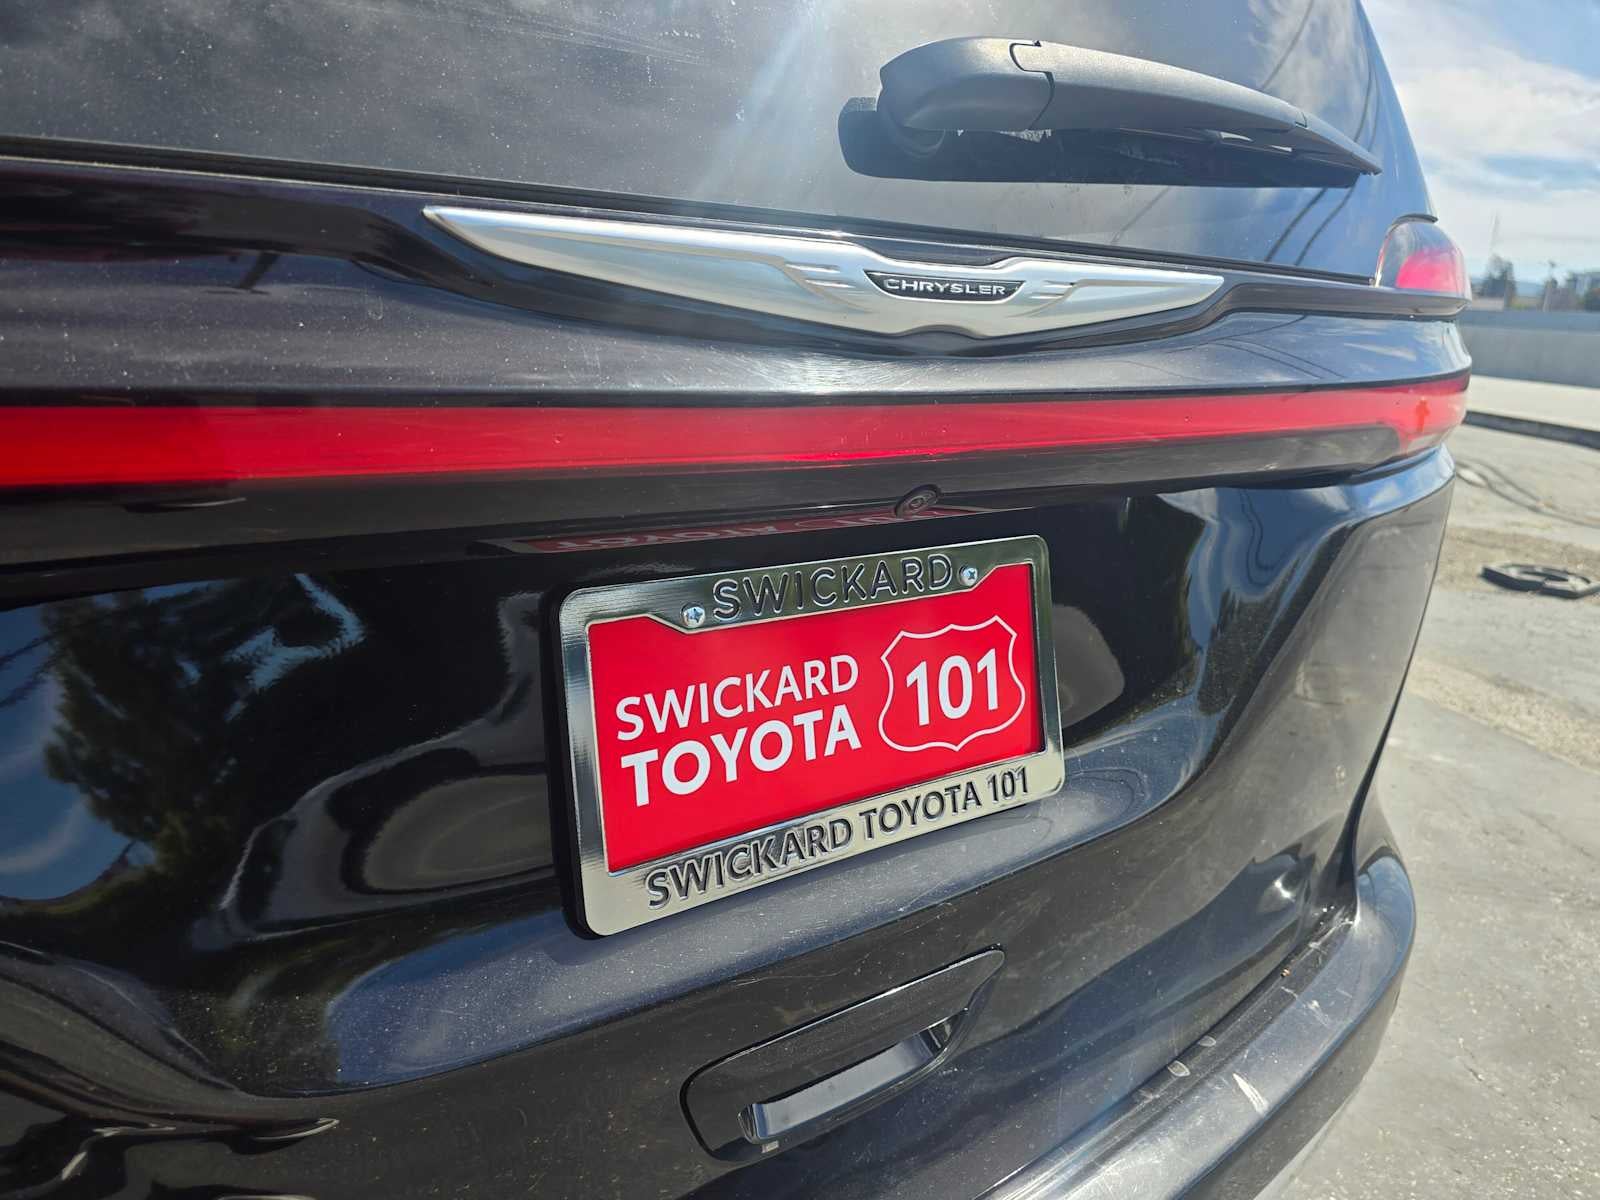 CHRYSLER
SWICKARD
SWICKARD
TOYOTA
101
SWICKARD TOYOTA 101